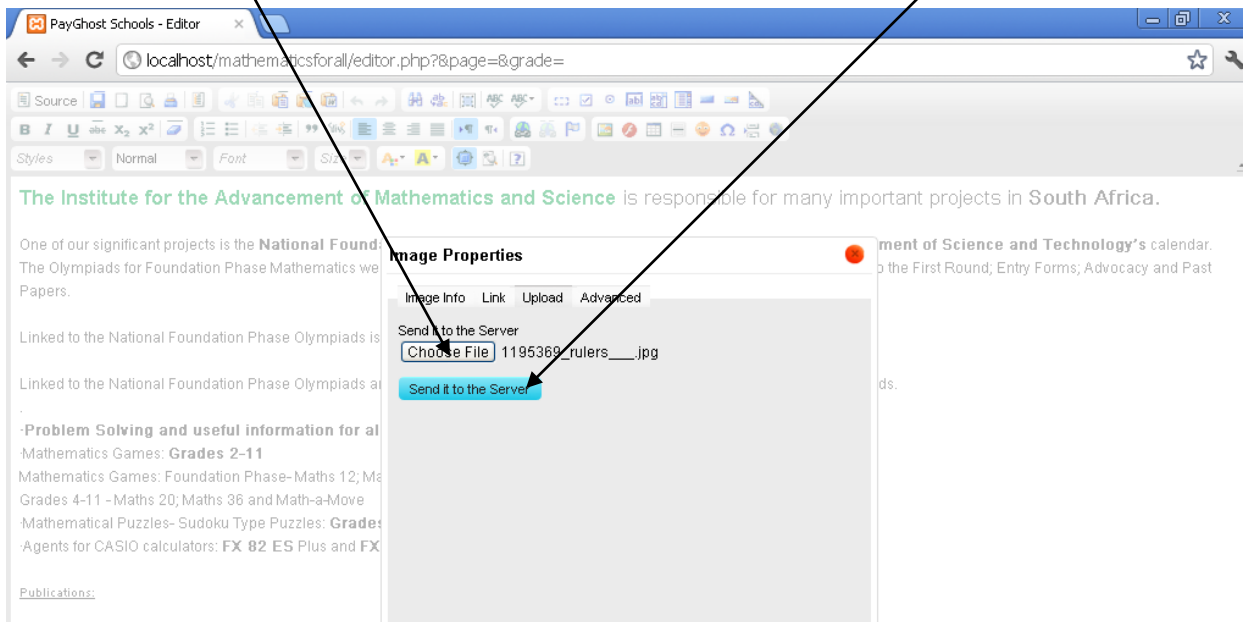 PayGhost Schools - Editor
localhost/mathematicsforall/editor.php?&page=&grade=
Source
B I U abc X₂ X²
Styles Normal Font Size
The Institute for the Advancement of Mathematics and Science is responsible for many important projects in South Africa.
One of our significant projects is the National Found ment of Science and Technology's calendar.
The Olympiads for Foundation Phase Mathematics we o the First Round; Entry Forms; Advocacy and Past
Papers.
Linked to the National Foundation Phase Olympiads is
Linked to the National Foundation Phase Olympiads a ds.
.
·Problem Solving and useful information for al
·Mathematics Games: Grades 2-11
Mathematics Games: Foundation Phase- Maths 12; Ma
Grades 4-11 - Maths 20; Maths 36 and Math-a-Move
·Mathematical Puzzles- Sudoku Type Puzzles: Grades
·Agents for CASIO calculators: FX 82 ES Plus and FX
Publications:
Image Properties
Image Info Link Upload Advanced
Send it to the Server
Choose File 1195369_rulers___.jpg
Send it to the Server